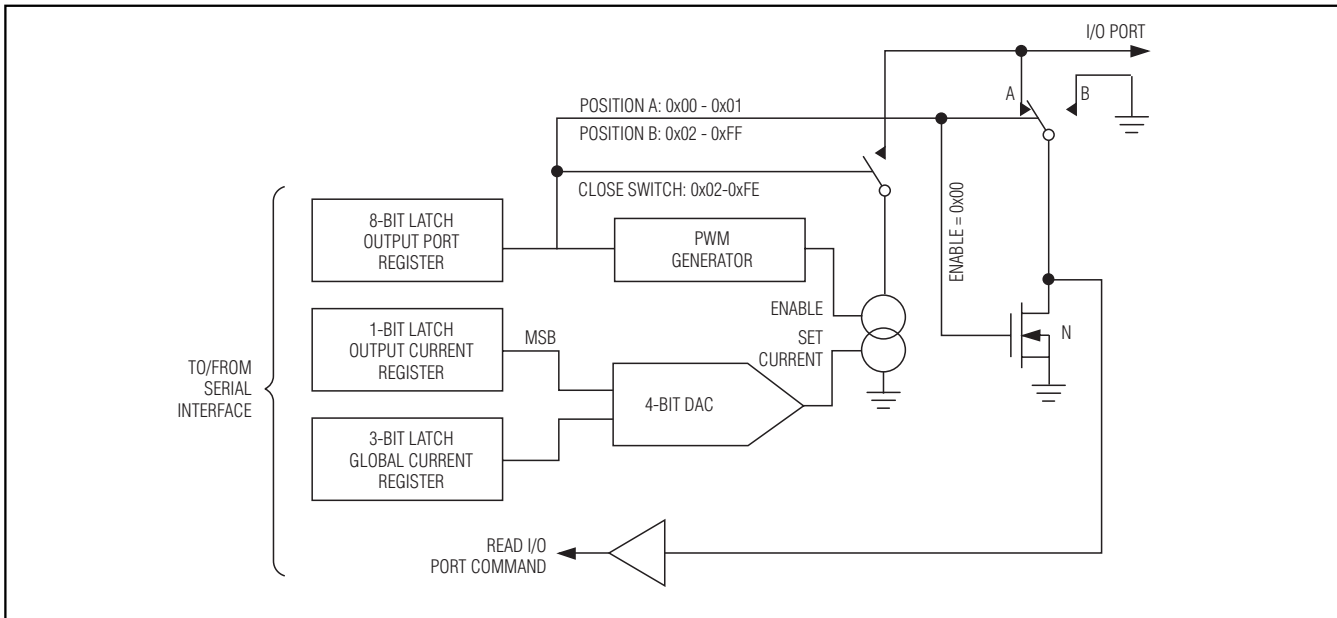 I/O PORT
A
B
POSITION A: 0x00 - 0x01
POSITION B: 0x02 - 0xFF
CLOSE SWITCH: 0x02-0xFE
ENABLE = 0x00
8-BIT LATCH
OUTPUT PORT
REGISTER
PWM
GENERATOR
ENABLE
SET
CURRENT
N
1-BIT LATCH
OUTPUT CURRENT
REGISTER
MSB
TO/FROM
SERIAL
INTERFACE
4-BIT DAC
3-BIT LATCH
GLOBAL CURRENT
REGISTER
READ I/O
PORT COMMAND